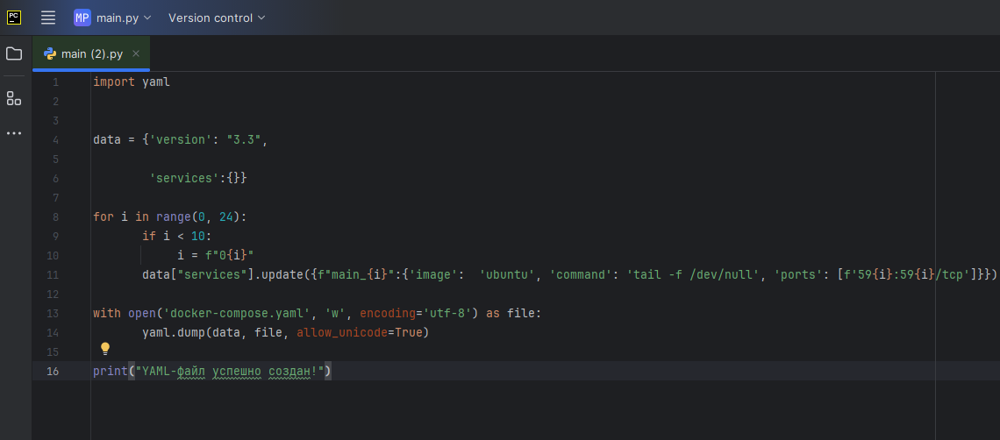 PC
MP main.py Version control
main (2).py
1 import yaml
2
3
4 data = {'version': "3.3",
5
6 'services':{}}
7
8 for i in range(0, 24):
9 if i < 10:
10 i = f"0{i}"
11 data["services"].update({f"main_{i}":{'image':  'ubuntu', 'command': 'tail -f /dev/null', 'ports': [f'59{i}:59{i}/tcp']}})
12
13 with open('docker-compose.yaml', 'w', encoding='utf-8') as file:
14 yaml.dump(data, file, allow_unicode=True)
15
16 print("YAML-файл успешно создан!")